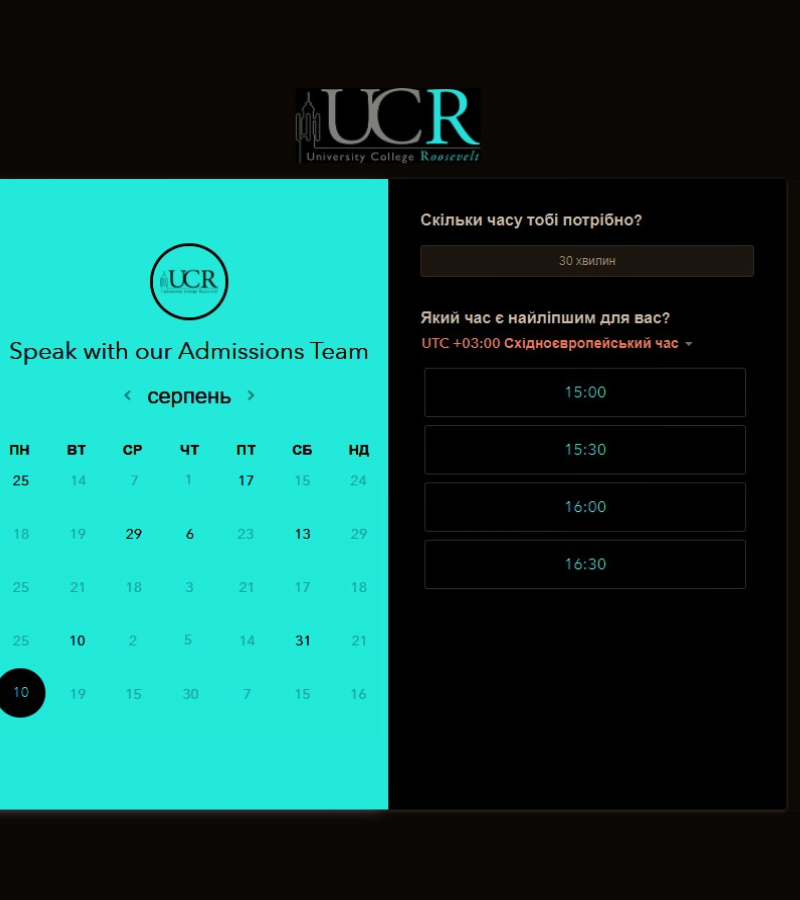 UCR
University College Roosevelt
UCR
Speak with our Admissions Team
серпень
ПН ВТ СР ЧТ ПТ СБ НД
25 14 7 1 17 15 24
18 19 29 6 23 13 29
25 21 18 3 21 17 18
25 10 2 5 14 31 21
10 19 15 30 7 15 16
Скільки часу тобі потрібно?
30 хвилин
Який час є найліпшим для вас?
UTC +03:00 Східноєвропейський час
15:00
15:30
16:00
16:30